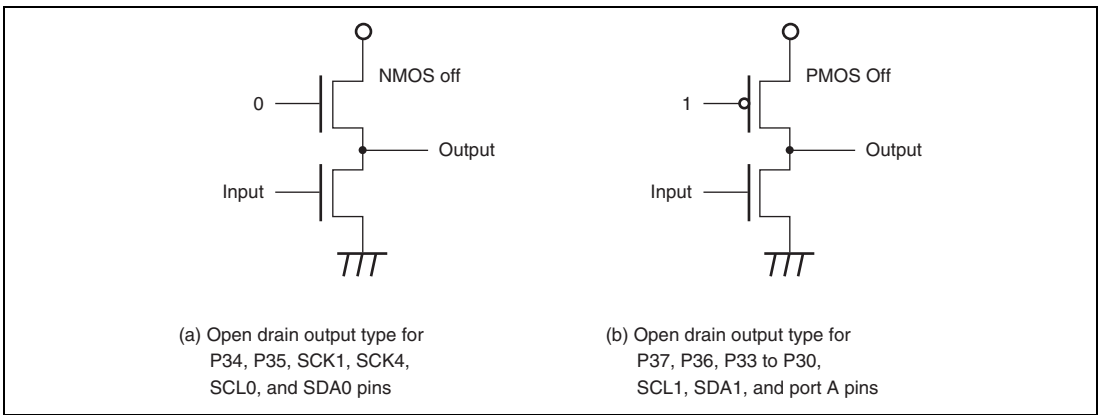 NMOS off
0
Output
Input
(a) Open drain output type for
P34, P35, SCK1, SCK4,
SCL0, and SDA0 pins
PMOS Off
1
Output
Input
(b) Open drain output type for
P37, P36, P33 to P30,
SCL1, SDA1, and port A pins